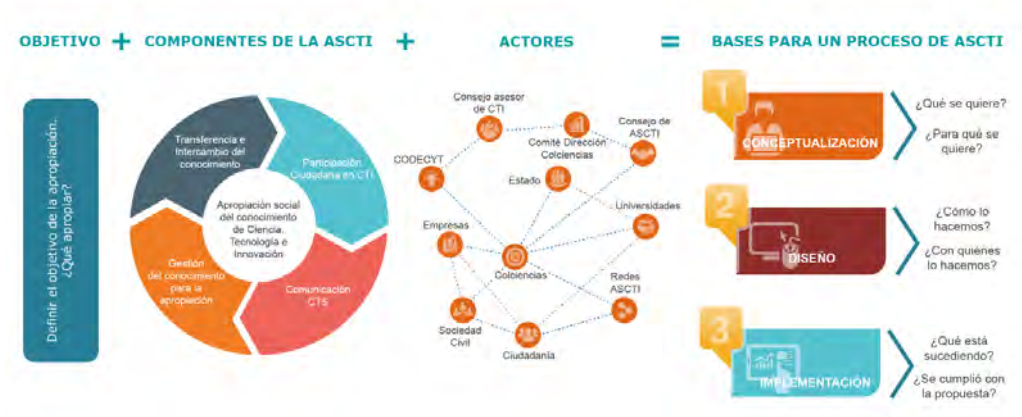 OBJETIVO + COMPONENTES DE LA ASCTI + ACTORES = BASES PARA UN PROCESO DE ASCTI
Definir el objetivo de la apropiación.
¿Qué apropiar?
Transferencia e
Intercambio del
conocimiento
Participación
Ciudadana en CTI
Apropiación social
del conocimiento
de Ciencia,
Tecnología e
Innovación
Gestión
del conocimiento
para la
apropiación
Comunicación
CTS
Consejo asesor
de CTI
Comité Dirección
Colciencias
Consejo de
ASCTI
CODECYT
Estado
Universidades
Empresas
Colciencias
Redes
ASCTI
Sociedad
Civil
Ciudadanía
1
CONCEPTUALIZACIÓN
¿Qué se quiere?
¿Para qué se
quiere?
2
DISEÑO
¿Cómo lo
hacemos?
¿Con quiénes
lo hacemos?
3
IMPLEMENTACIÓN
¿Qué está
sucediendo?
¿Se cumplió con
la propuesta?